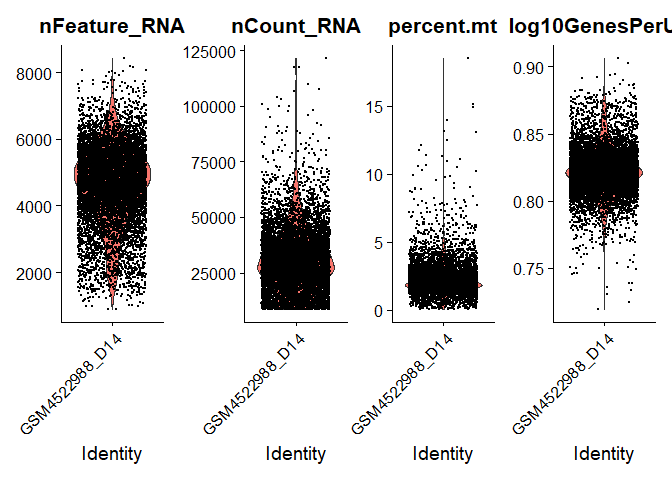 nFeature_RNA
8000
6000
4000
2000
GSM4522988_D14
Identity
nCount_RNA
125000
100000
75000
50000
25000
GSM4522988_D14
Identity
percent.mt
15
10
5
0
GSM4522988_D14
Identity
log10GenesPerU
0.90
0.85
0.80
0.75
GSM4522988_D14
Identity